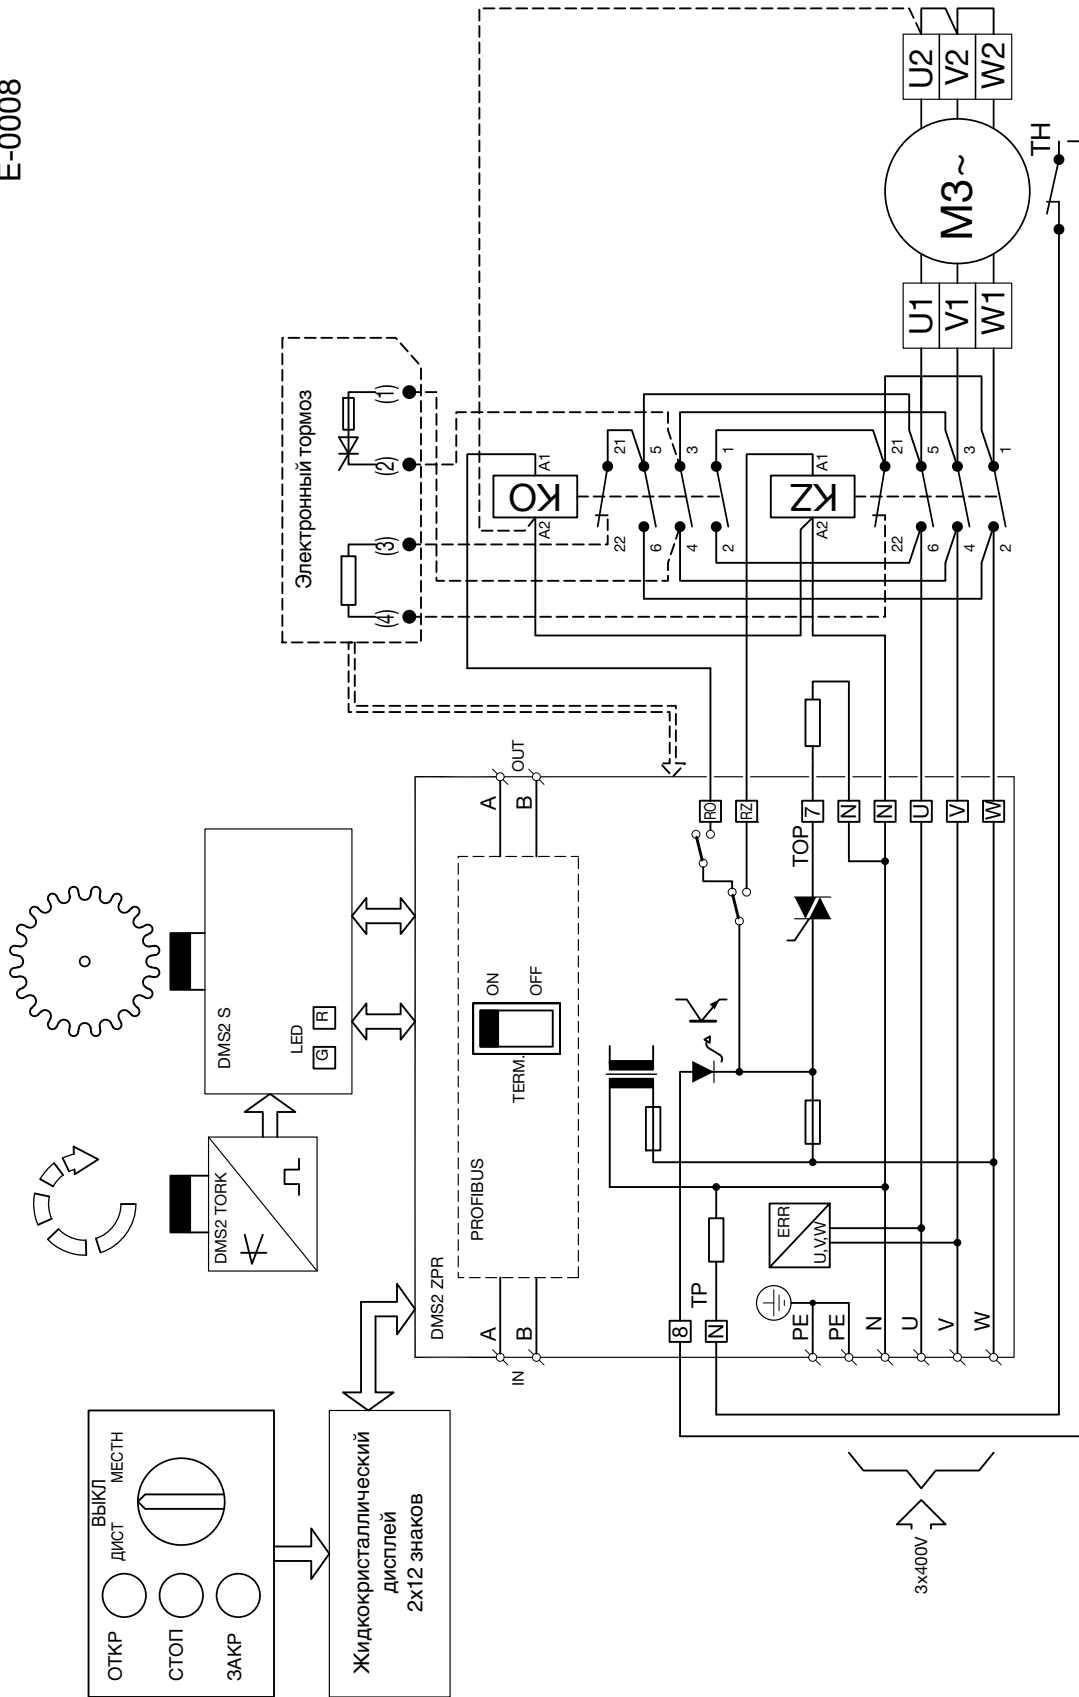 E-0008
ОТКР
СТОП
ЗАКР
ДИСТ
ВЫКЛ
МЕСТН
Жидкокристаллический
дисплей
2x12 знаков
DMS2 TORK
DMS2 S
LED
G
R
DMS2 ZPR
PROFIBUS
TERM.
ON
OFF
IN
A
B
A
B
OUT
Электронный тормоз
(4)
(3)
(2)
(1)
KO
A2
A1
22
21
6
5
4
3
2
1
KZ
A2
A1
22
21
6
5
4
3
2
1
RO
RZ
TOP
7
N
N
U
V
W
8
TP
N
ERR
U,V,W
PE
PE
N
U
V
W
3x400V
U1
V1
W1
M3~
U2
V2
W2
TH